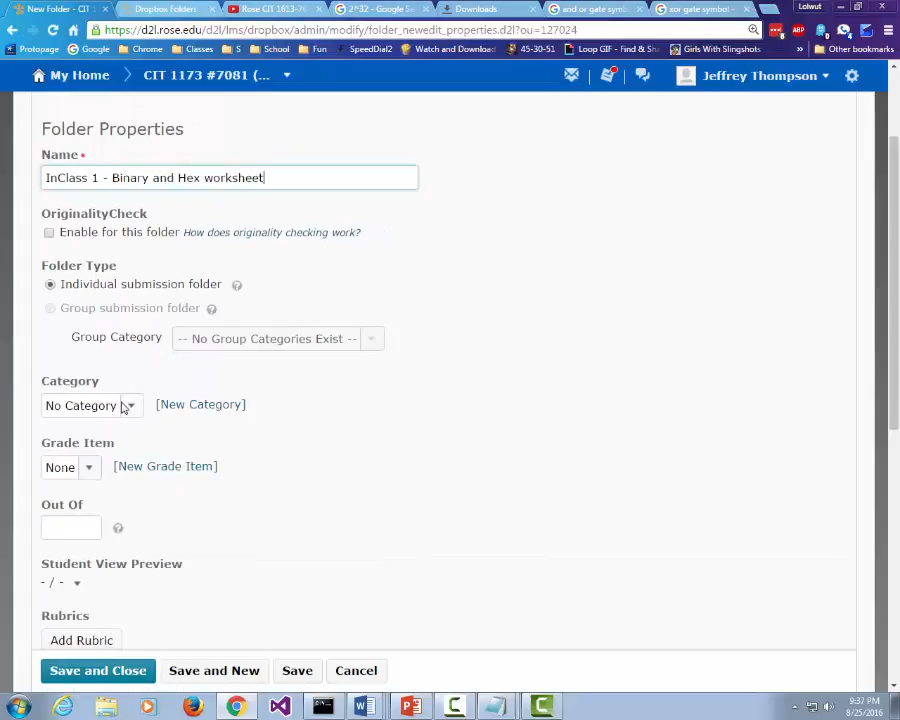 New Folder - CIT
Dropbox Folders
Rose CIT 1613-7
2^32 - Google Se
Downloads
and or gate symb
xor gate symbol
Lolwut
https://d2l.rose.edu/d2l/lms/dropbox/admin/modify/folder_newedit_properties.d2l?ou=127024
Protopage
Google
Chrome
Classes
S
School
Fun
SpeedDial2
Watch and Download
45-30-51
Loop GIF - Find & Sha
Girls With Slingshots
»
Other bookmarks
My Home
CIT 1173 #7081 (...
Jeffrey Thompson
Folder Properties
Name •
InClass 1 - Binary and Hex worksheet
OriginalityCheck
Enable for this folder How does originality checking work?
Folder Type
Individual submission folder ?
Group submission folder ?
Group Category -- No Group Categories Exist --
Category
No Category [New Category]
Grade Item
None [New Grade Item]
Out Of
?
Student View Preview
- / -
Rubrics
Add Rubric
Save and Close Save and New Save Cancel
9:37 PM
8/25/2016